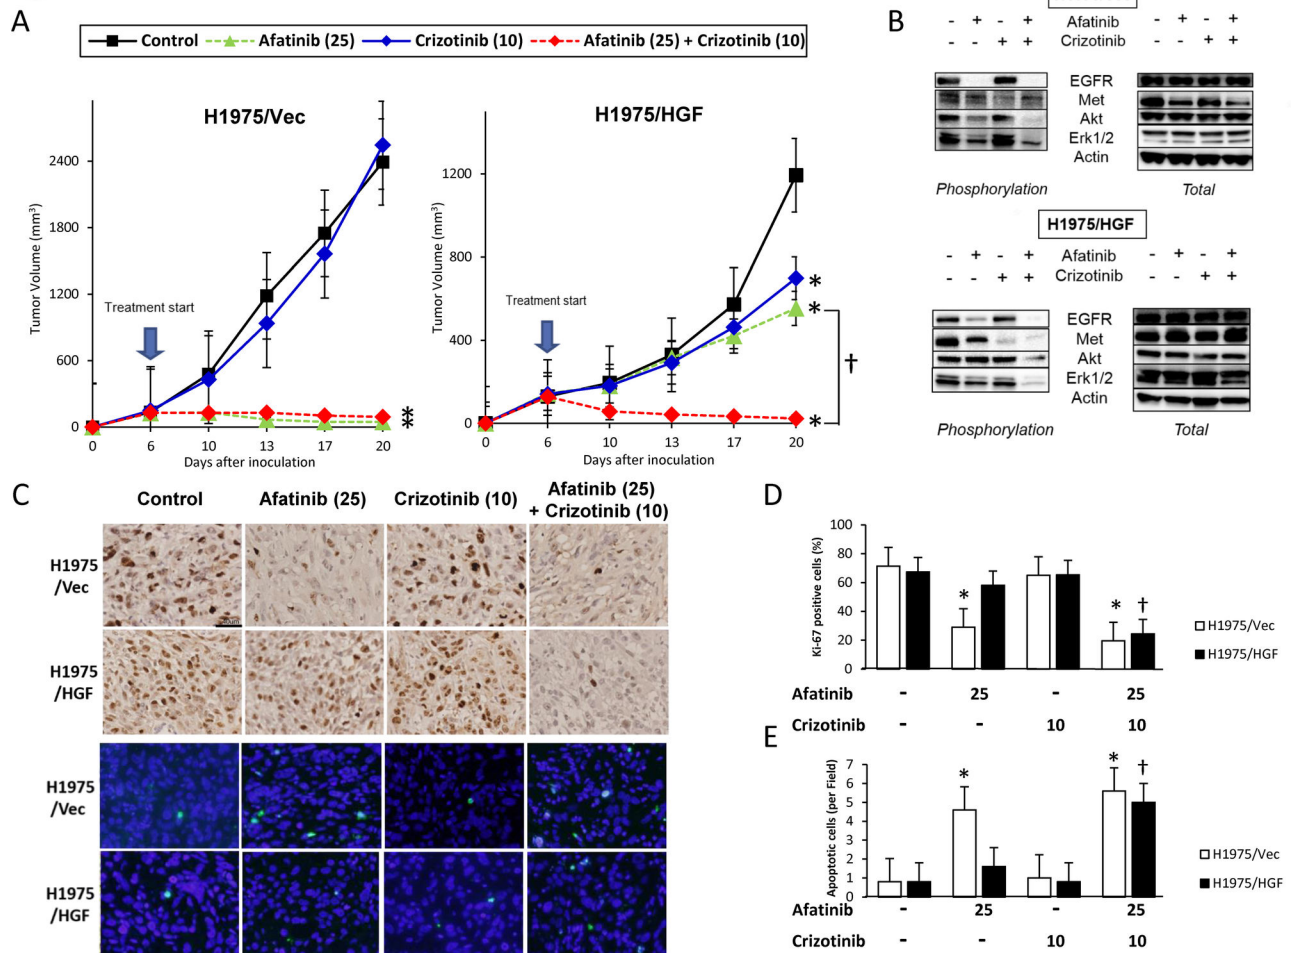 A
Control Afatinib (25) Crizotinib (10) Afatinib (25) + Crizotinib (10)
H1975/Vec
Tumor Volume (mm³)
2400
1800
1200
600
0
Treatment start
*
*
0 6 10 13 17 20
Days after inoculation
H1975/HGF
Tumor Volume (mm³)
1200
800
400
0
Treatment start
*
*
†
*
0 6 10 13 17 20
Days after inoculation
B
- + - + Afatinib - + - +
- - + + Crizotinib - - + +
EGFR
Met
Akt
Erk1/2
Actin
Phosphorylation Total
H1975/HGF
- + - + Afatinib - + - +
- - + + Crizotinib - - + +
EGFR
Met
Akt
Erk1/2
Actin
Phosphorylation Total
C
Control Afatinib (25) Crizotinib (10) Afatinib (25)
+ Crizotinib (10)
H1975
/Vec
H1975
/HGF
H1975
/Vec
H1975
/HGF
D
Ki-67 positive cells (%)
100
80
60
40
20
0
* * †
H1975/Vec
H1975/HGF
Afatinib - 25 - 25
Crizotinib - - 10 10
E
Apoptotic cells (per Field)
7
6
5
4
3
2
1
0
* * †
H1975/Vec
H1975/HGF
Afatinib - 25 - 25
Crizotinib - - 10 10